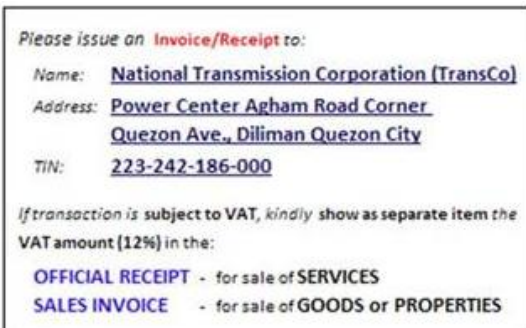 Please issue an Invoice/Receipt to:
Name: National Transmission Corporation (TransCo)
Address: Power Center Agham Road Corner
Quezon Ave., Diliman Quezon City
TIN: 223-242-186-000
If transaction is subject to VAT, kindly show as separate item the
VAT amount (12%) in the:
OFFICIAL RECEIPT - for sale of SERVICES
SALES INVOICE - for sale of GOODS or PROPERTIES